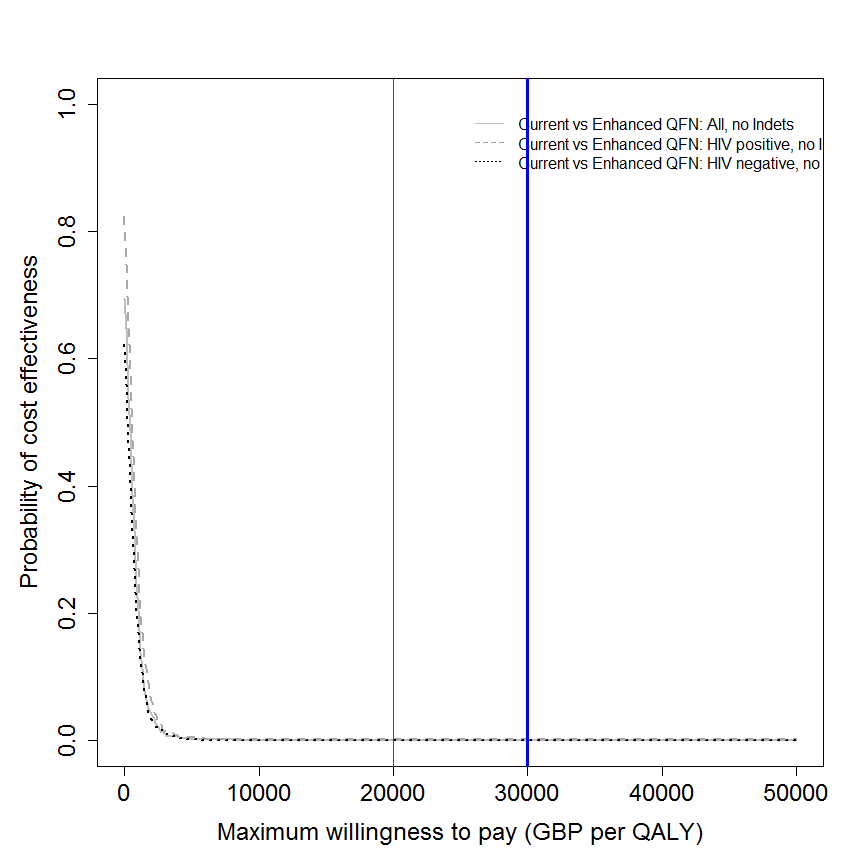 1.0
0.8
0.6
0.4
0.2
0.0
Probability of cost effectiveness
Current vs Enhanced QFN: All, no Indets
Current vs Enhanced QFN: HIV positive, no I
Current vs Enhanced QFN: HIV negative, no
0 10000 20000 30000 40000 50000
Maximum willingness to pay (GBP per QALY)